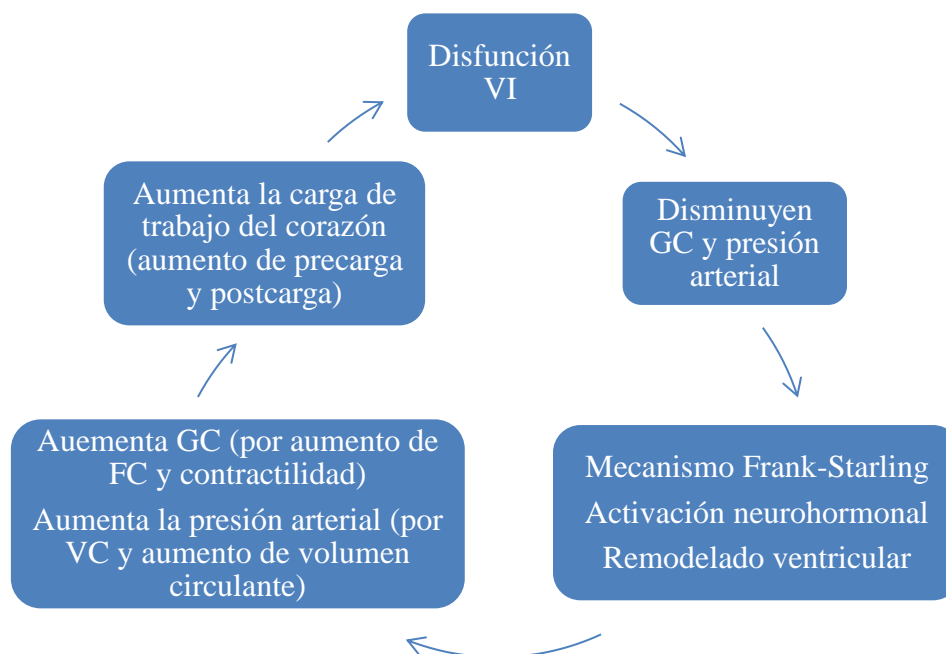 Disfunción
VI
Disminuyen
GC y presión
arterial
Mecanismo Frank-Starling
Activación neurohormonal
Remodelado ventricular
Auementa GC (por aumento de
FC y contractilidad)
Aumenta la presión arterial (por
VC y aumento de volumen
circulante)
Aumenta la carga de
trabajo del corazón
(aumento de precarga
y postcarga)